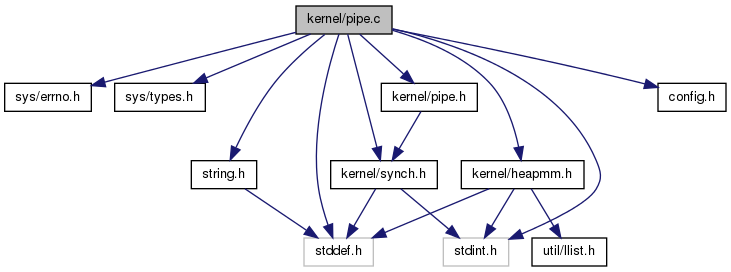 kernel/pipe.c
sys/errno.h
sys/types.h
kernel/pipe.h
config.h
string.h
kernel/synch.h
kernel/heapmm.h
stddef.h
stdint.h
util/llist.h